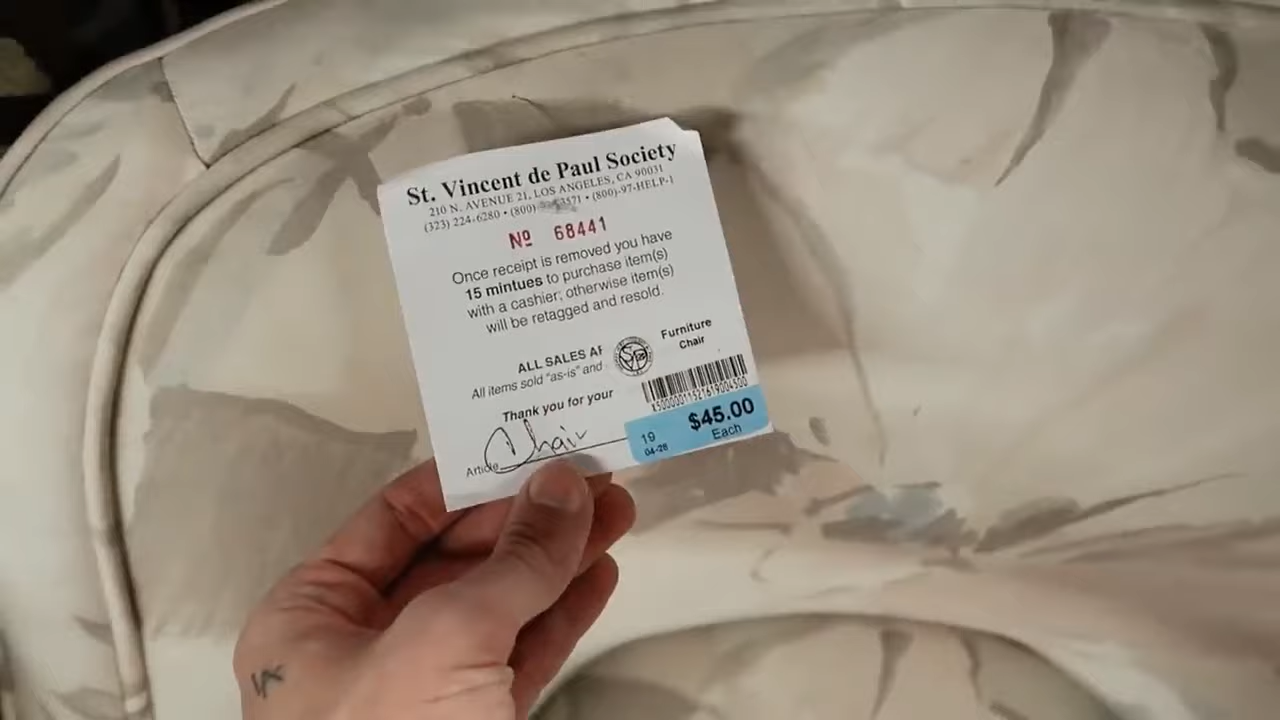 St. Vincent de Paul Society
210 N. AVENUE 21, LOS ANGELES, CA 90031
(323) 224-6280 • (800) 3571 • (800)-97-HELP-1
Nº 68441
Once receipt is removed you have
15 mintues to purchase item(s)
with a cashier; otherwise item(s)
will be retagged and resold.
ALL SALES
All items sold "as-is" and
Thank you for your
Article Chair
Furniture
Chair
$45.00
Each
19
04-26